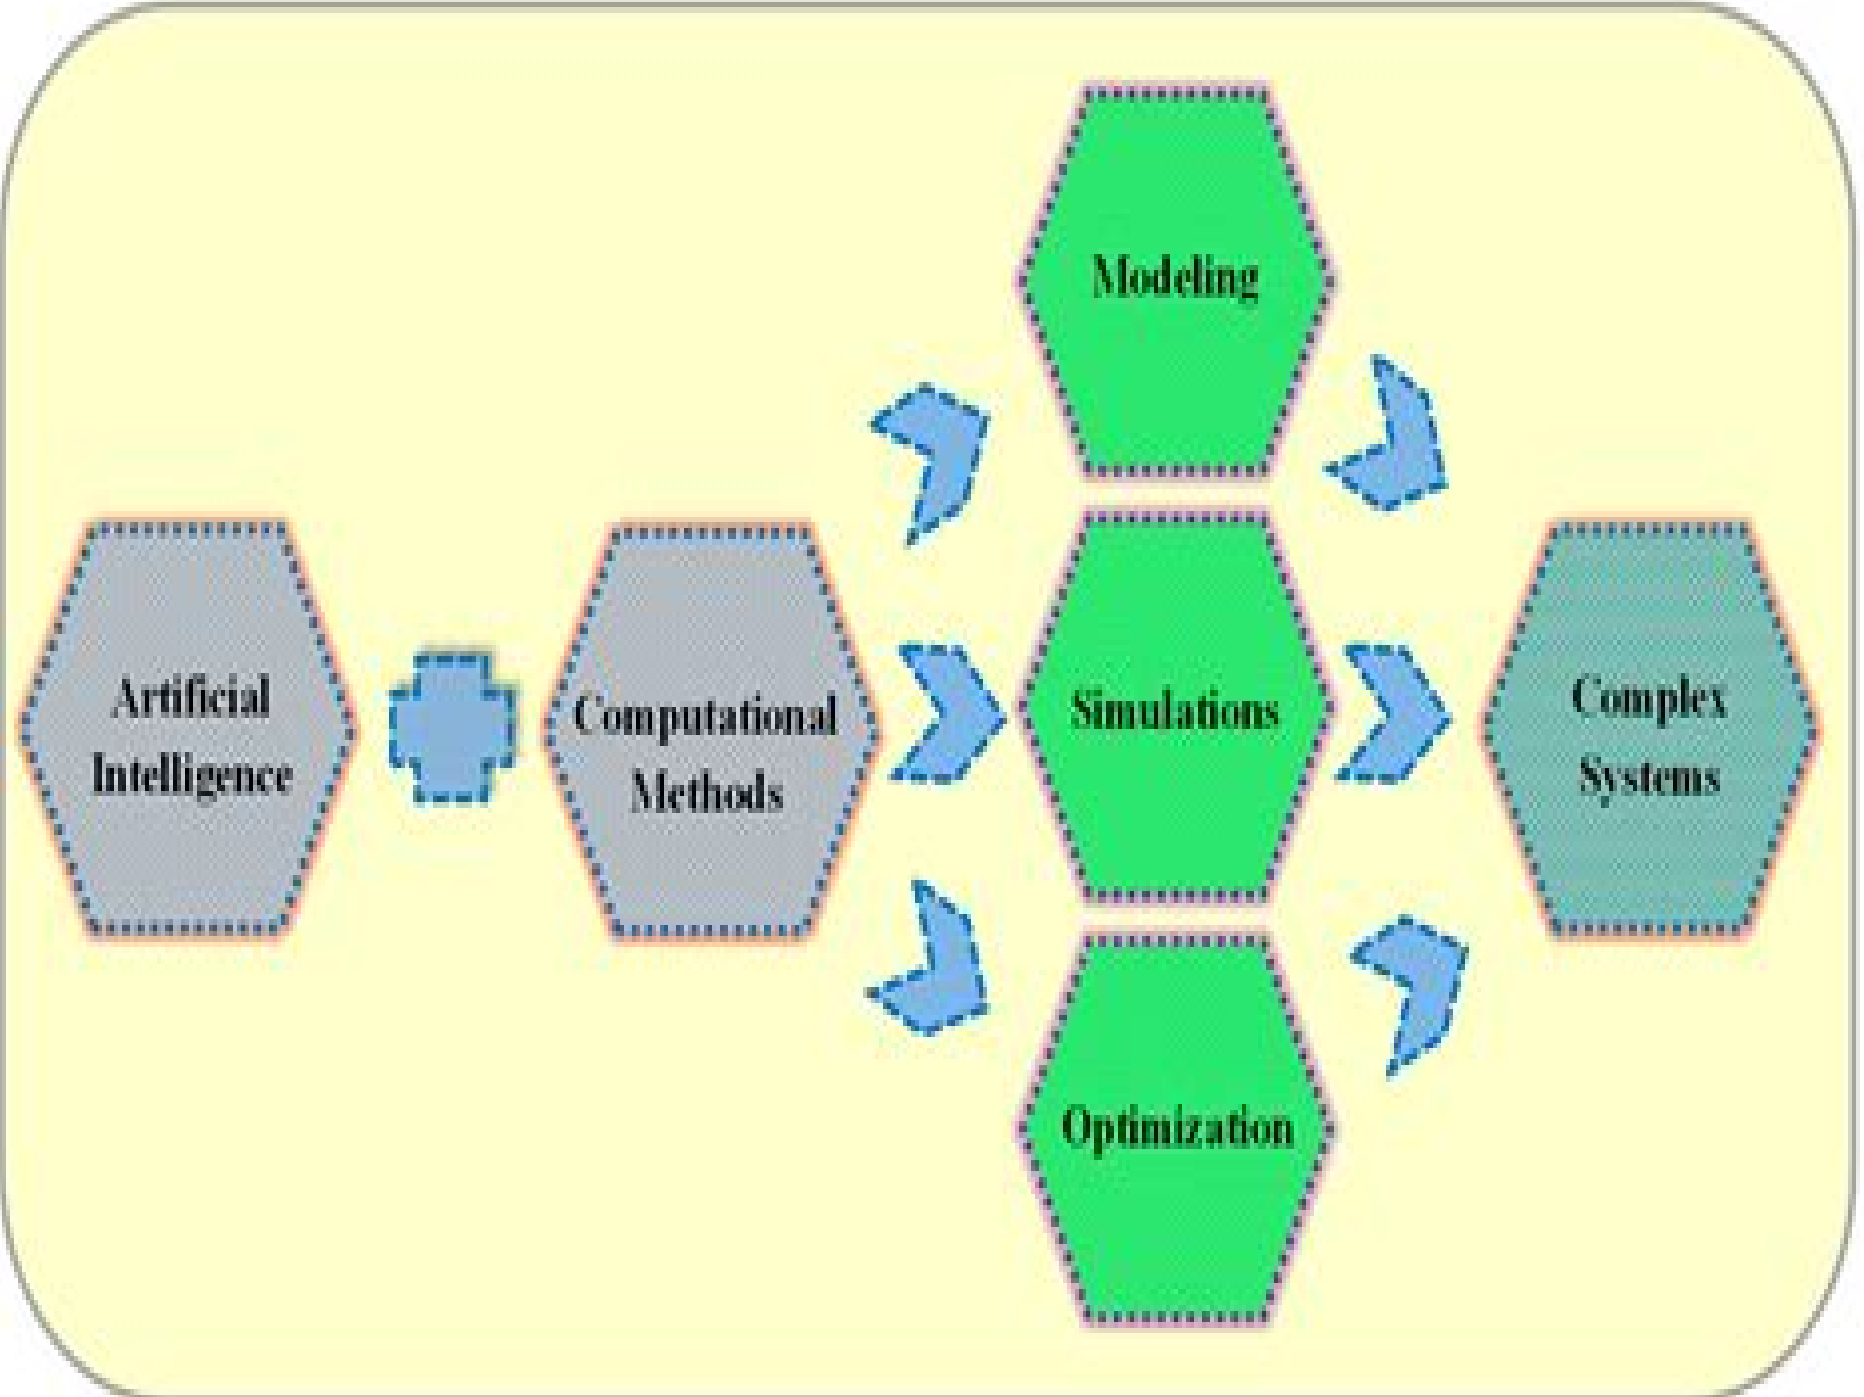 Artificial
Intelligence
Computational
Methods
Modeling
Simulations
Optimization
Complex
Systems